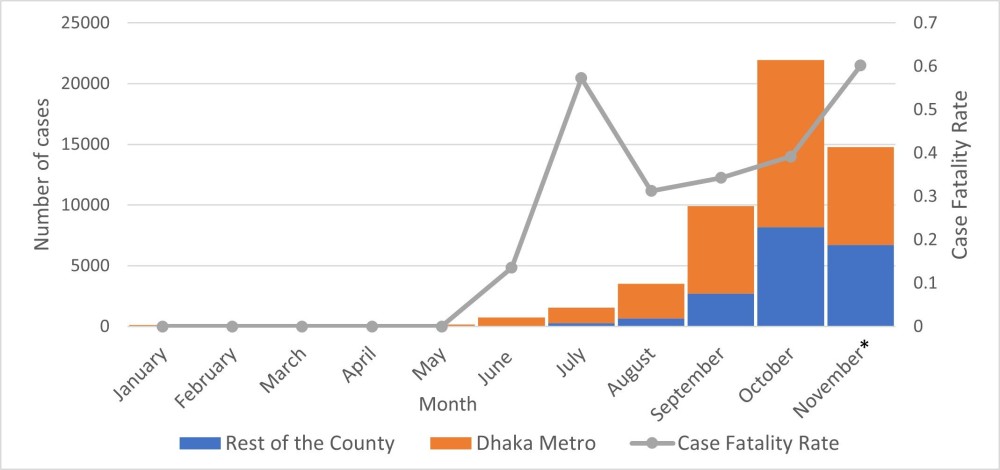 25000
20000
15000
10000
5000
0
Number of cases
0.7
0.6
0.5
0.4
0.3
0.2
0.1
0
Case Fatality Rate
January
February
March
April
May
June
July
August
September
October
November*
Month
Rest of the County
Dhaka Metro
Case Fatality Rate